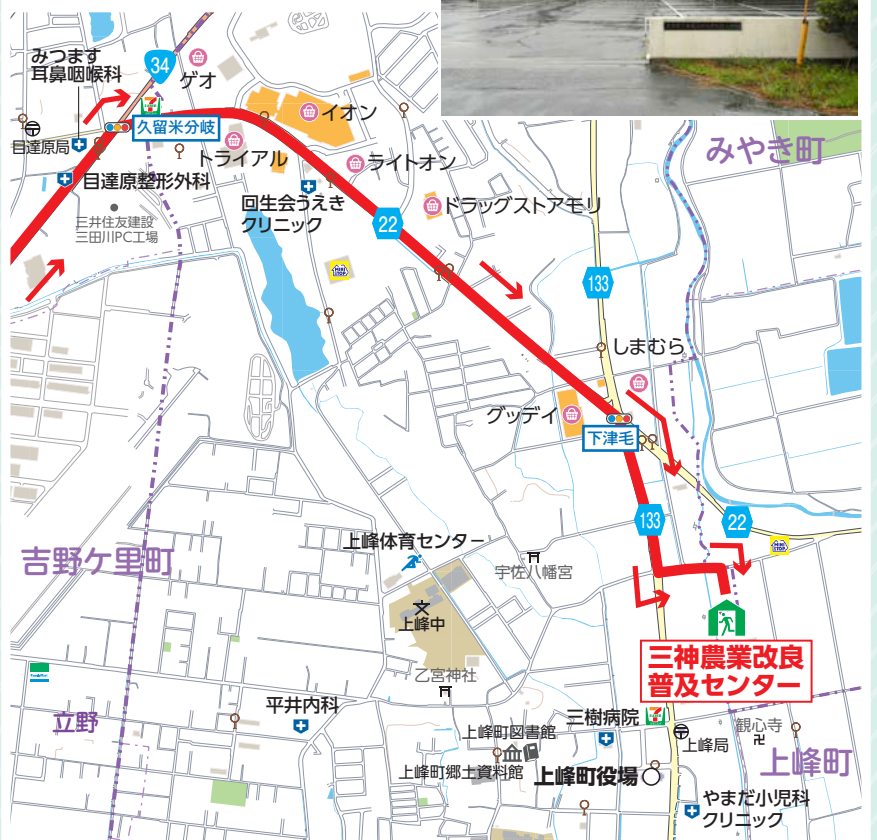 みつます
耳鼻咽喉科
34
ゲオ
イオン
久留米分岐
目達原局
トライアル
ライトオン
目達原整形外科
回生会うえき
クリニック
ドラッグストアモリ
三井住友建設
三田川PC工場
22
みやき町
133
MINI STOP
しまむら
グッデイ
下津毛
133
22
上峰体育センター
MINI STOP
吉野ケ里町
宇佐八幡宮
上峰中
三神農業改良
普及センター
乙宮神社
FamilyMart
立野
平井内科
三樹病院
上峰町図書館
上峰局
観心寺
上峰町郷土資料館
上峰町役場
上峰町
やまだ小児科
クリニック